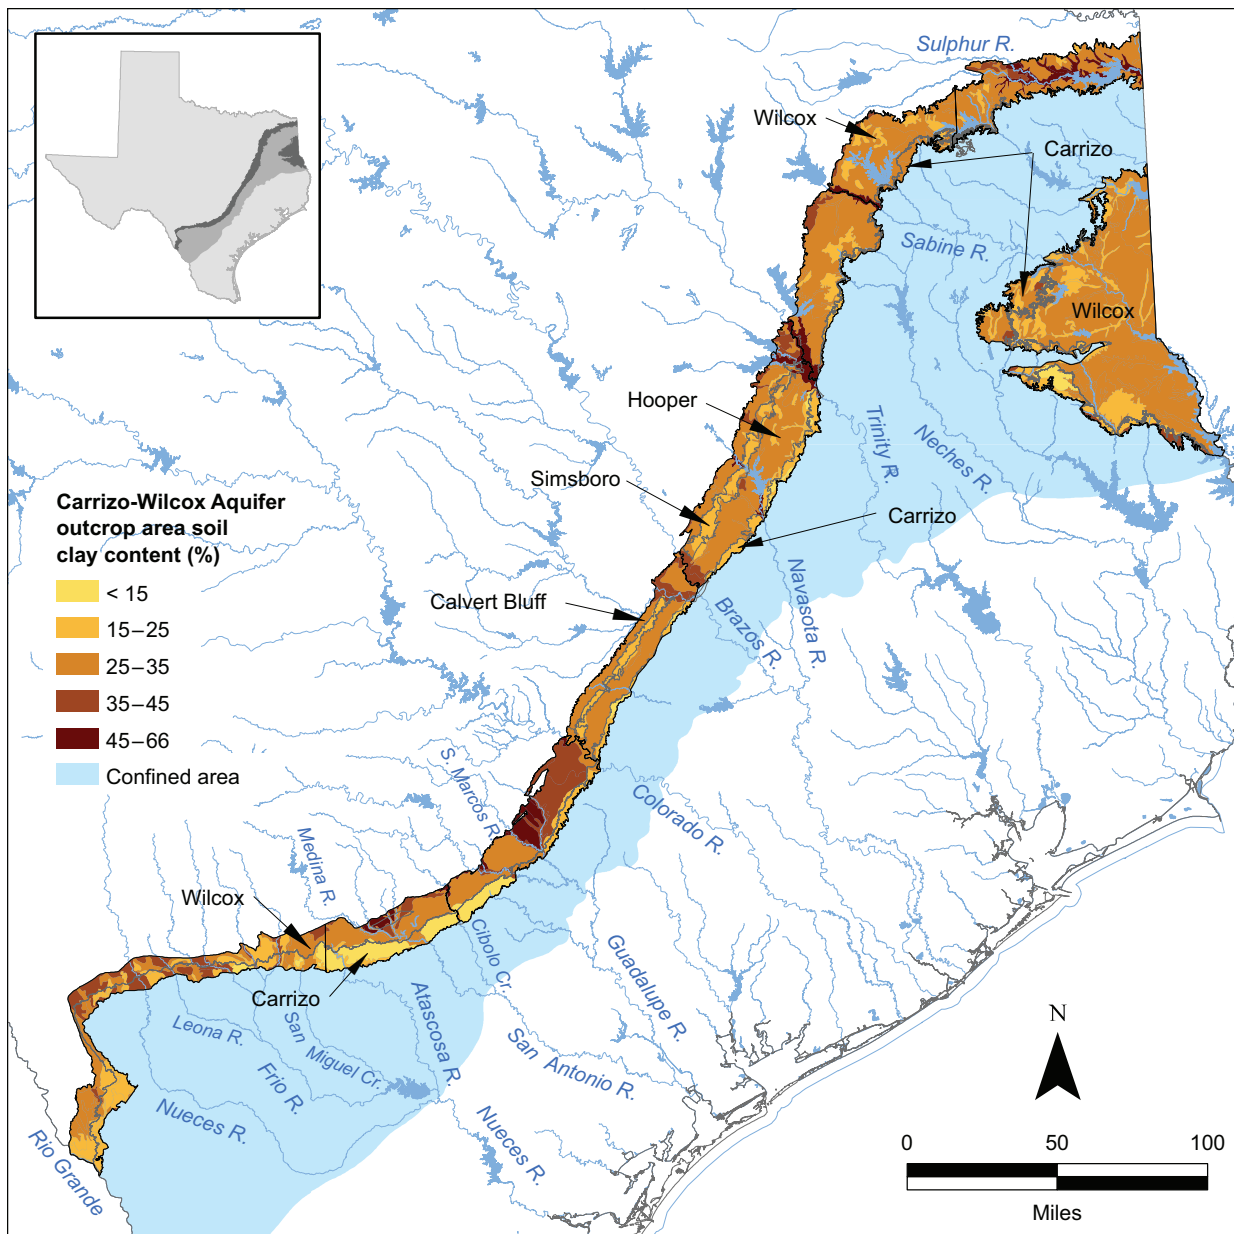 Sulphur R.
Wilcox
Carrizo
Sabine R.
Wilcox
Hooper
Trinity R.
Neches R.
Simsboro
Carrizo
Carrizo-Wilcox Aquifer
outcrop area soil
clay content (%)
< 15
15–25
25–35
35–45
45–66
Confined area
Calvert Bluff
Navasota R.
Brazos R.
S. Marcos R.
Colorado R.
Medina R.
Wilcox
Cibolo Cr.
Guadalupe R.
Carrizo
Atascosa R.
Leona R.
San Miguel Cr.
Frio R.
San Antonio R.
Nueces R.
Nueces R.
Rio Grande
N
0 50 100
Miles